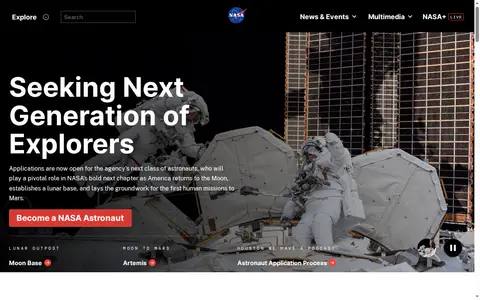 Explore
Search
NASA
News & Events
Multimedia
NASA+ LIVE
Seeking Next
Generation of
Explorers
Applications are now open for the agency's next class of astronauts, who will
play a pivotal role in NASA's bold next chapter as America returns to the Moon,
establishes a lunar base, and lays the groundwork for the first human missions to
Mars.
Become a NASA Astronaut
LUNAR OUTPOST
MOON TO MARS
HOUSTON WE HAVE A PODCAST
Moon Base
Artemis
Astronaut Application Process